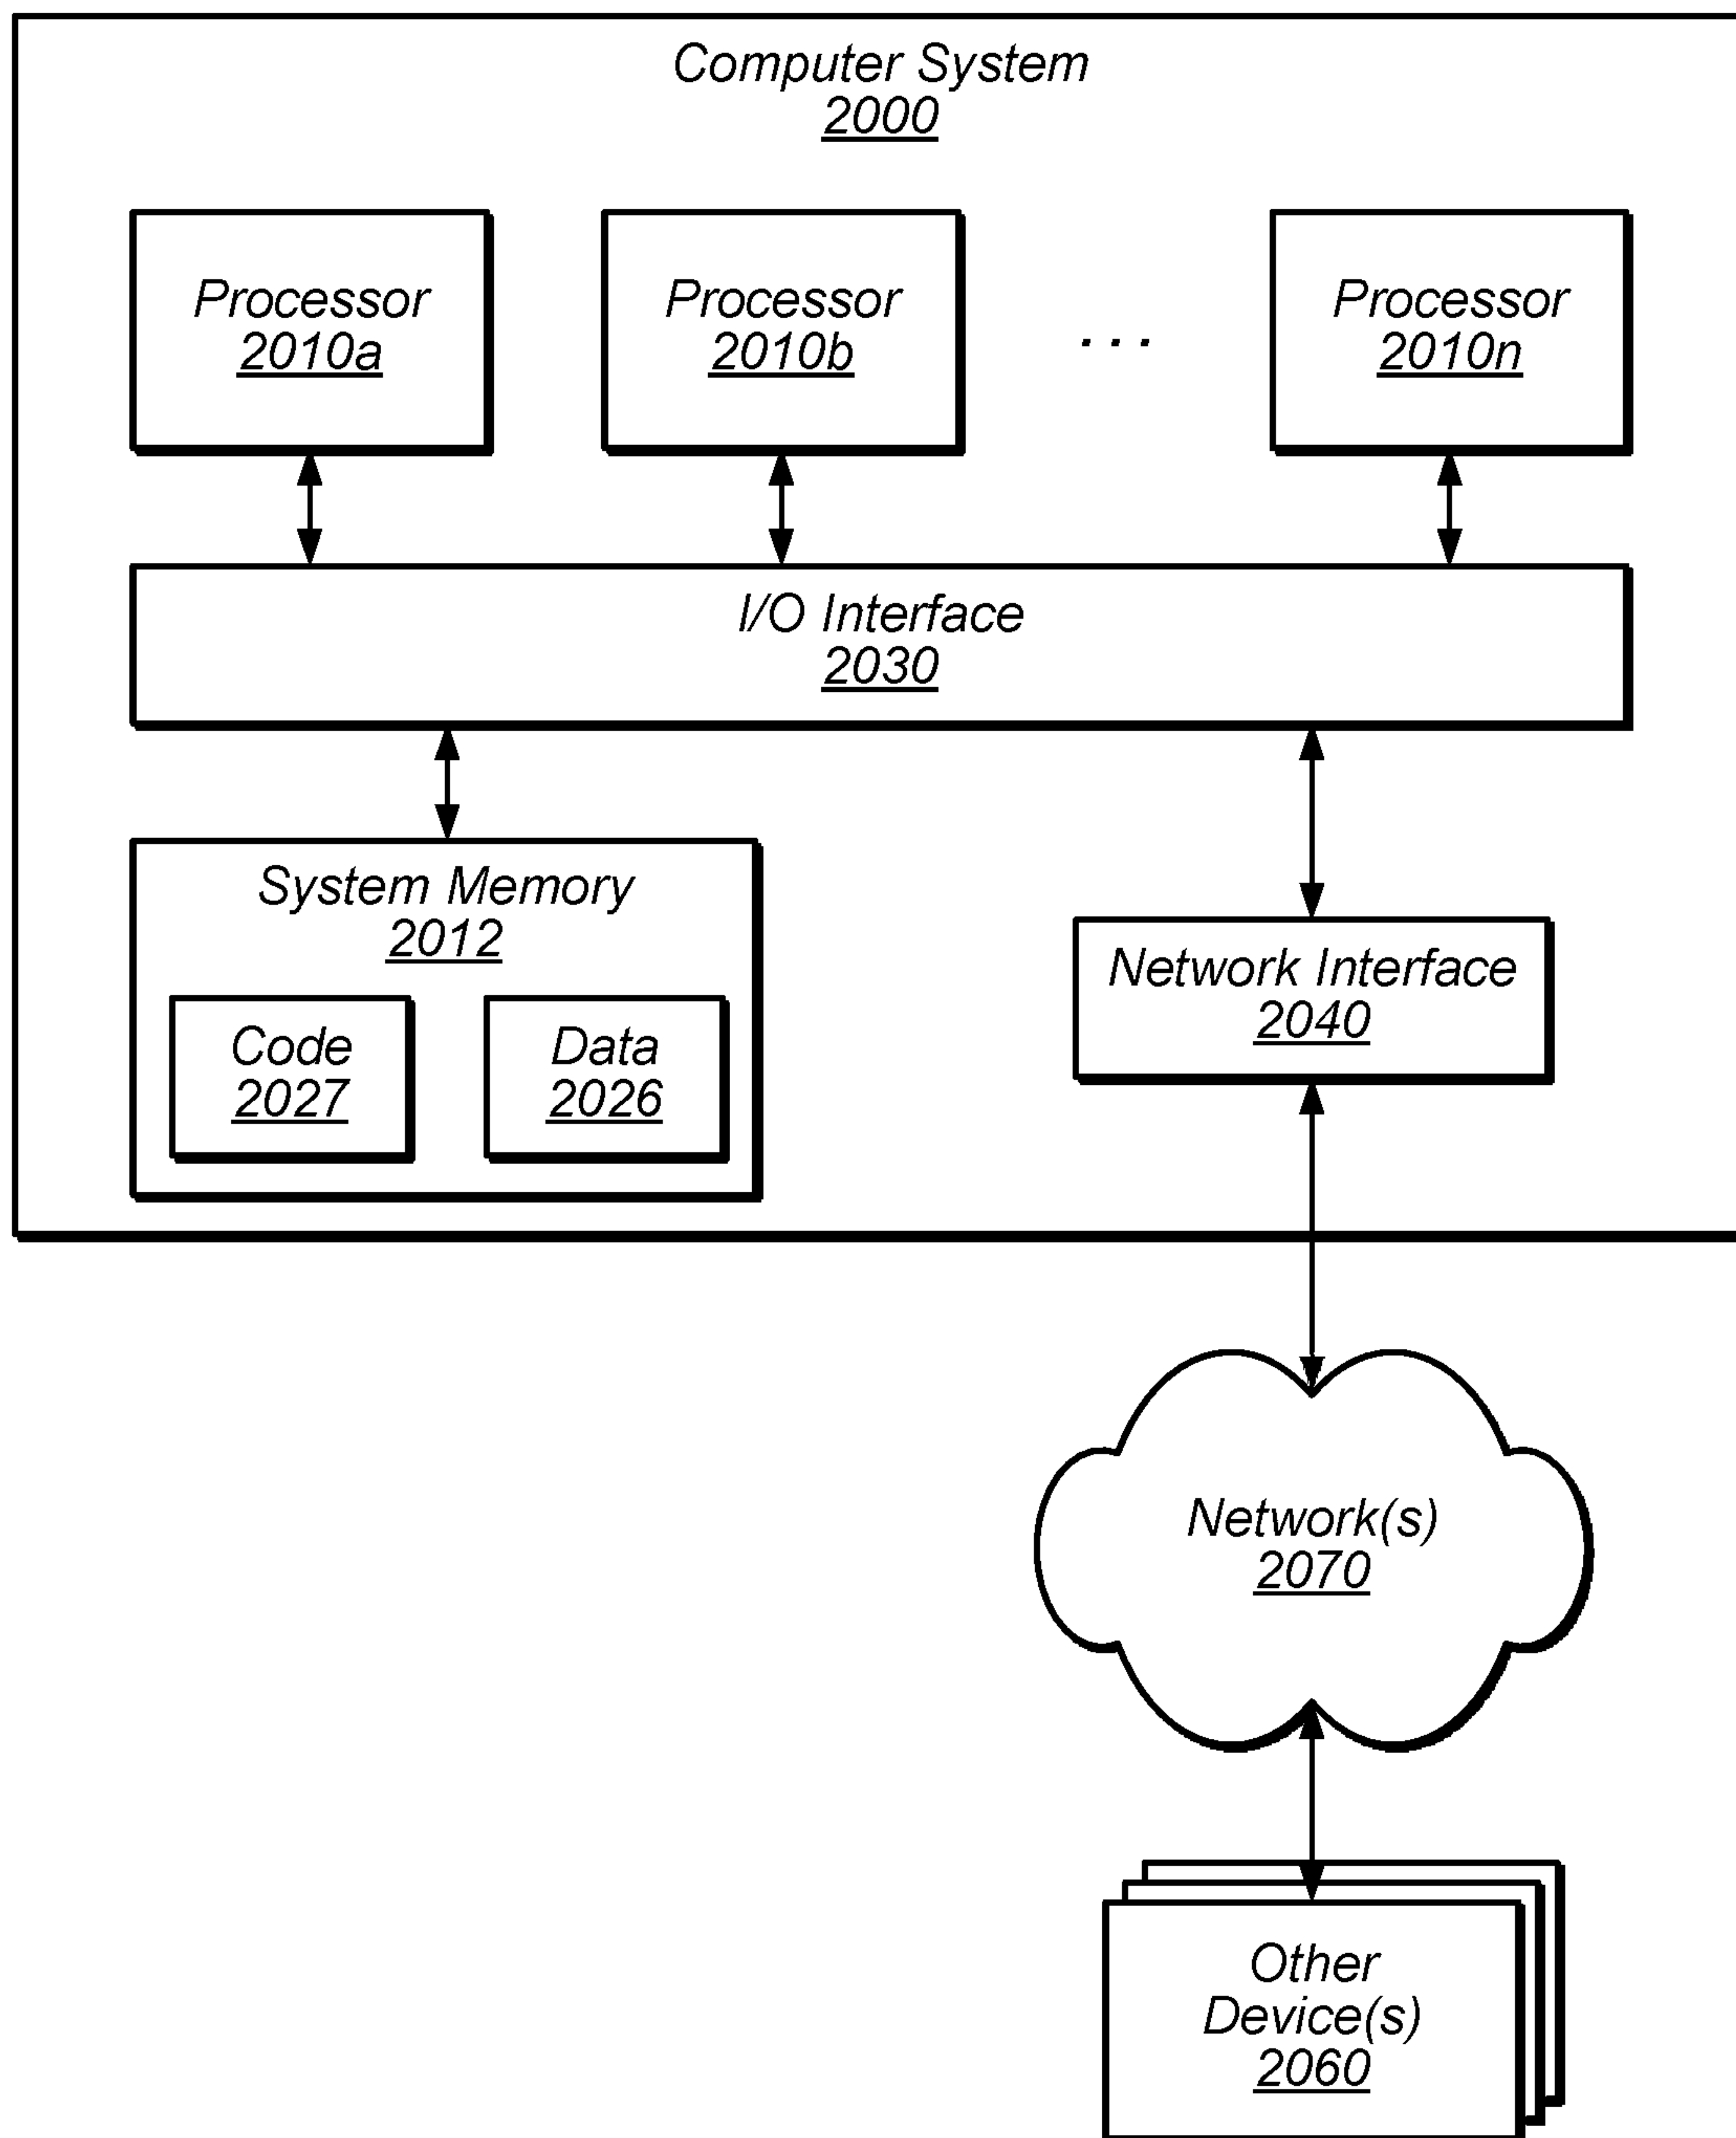 Computer System
2000
Processor
2010a
Processor
2010b
...
Processor
2010n
I/O Interface
2030
System Memory
2012
Code
2027
Data
2026
Network Interface
2040
Network(s)
2070
Other
Device(s)
2060